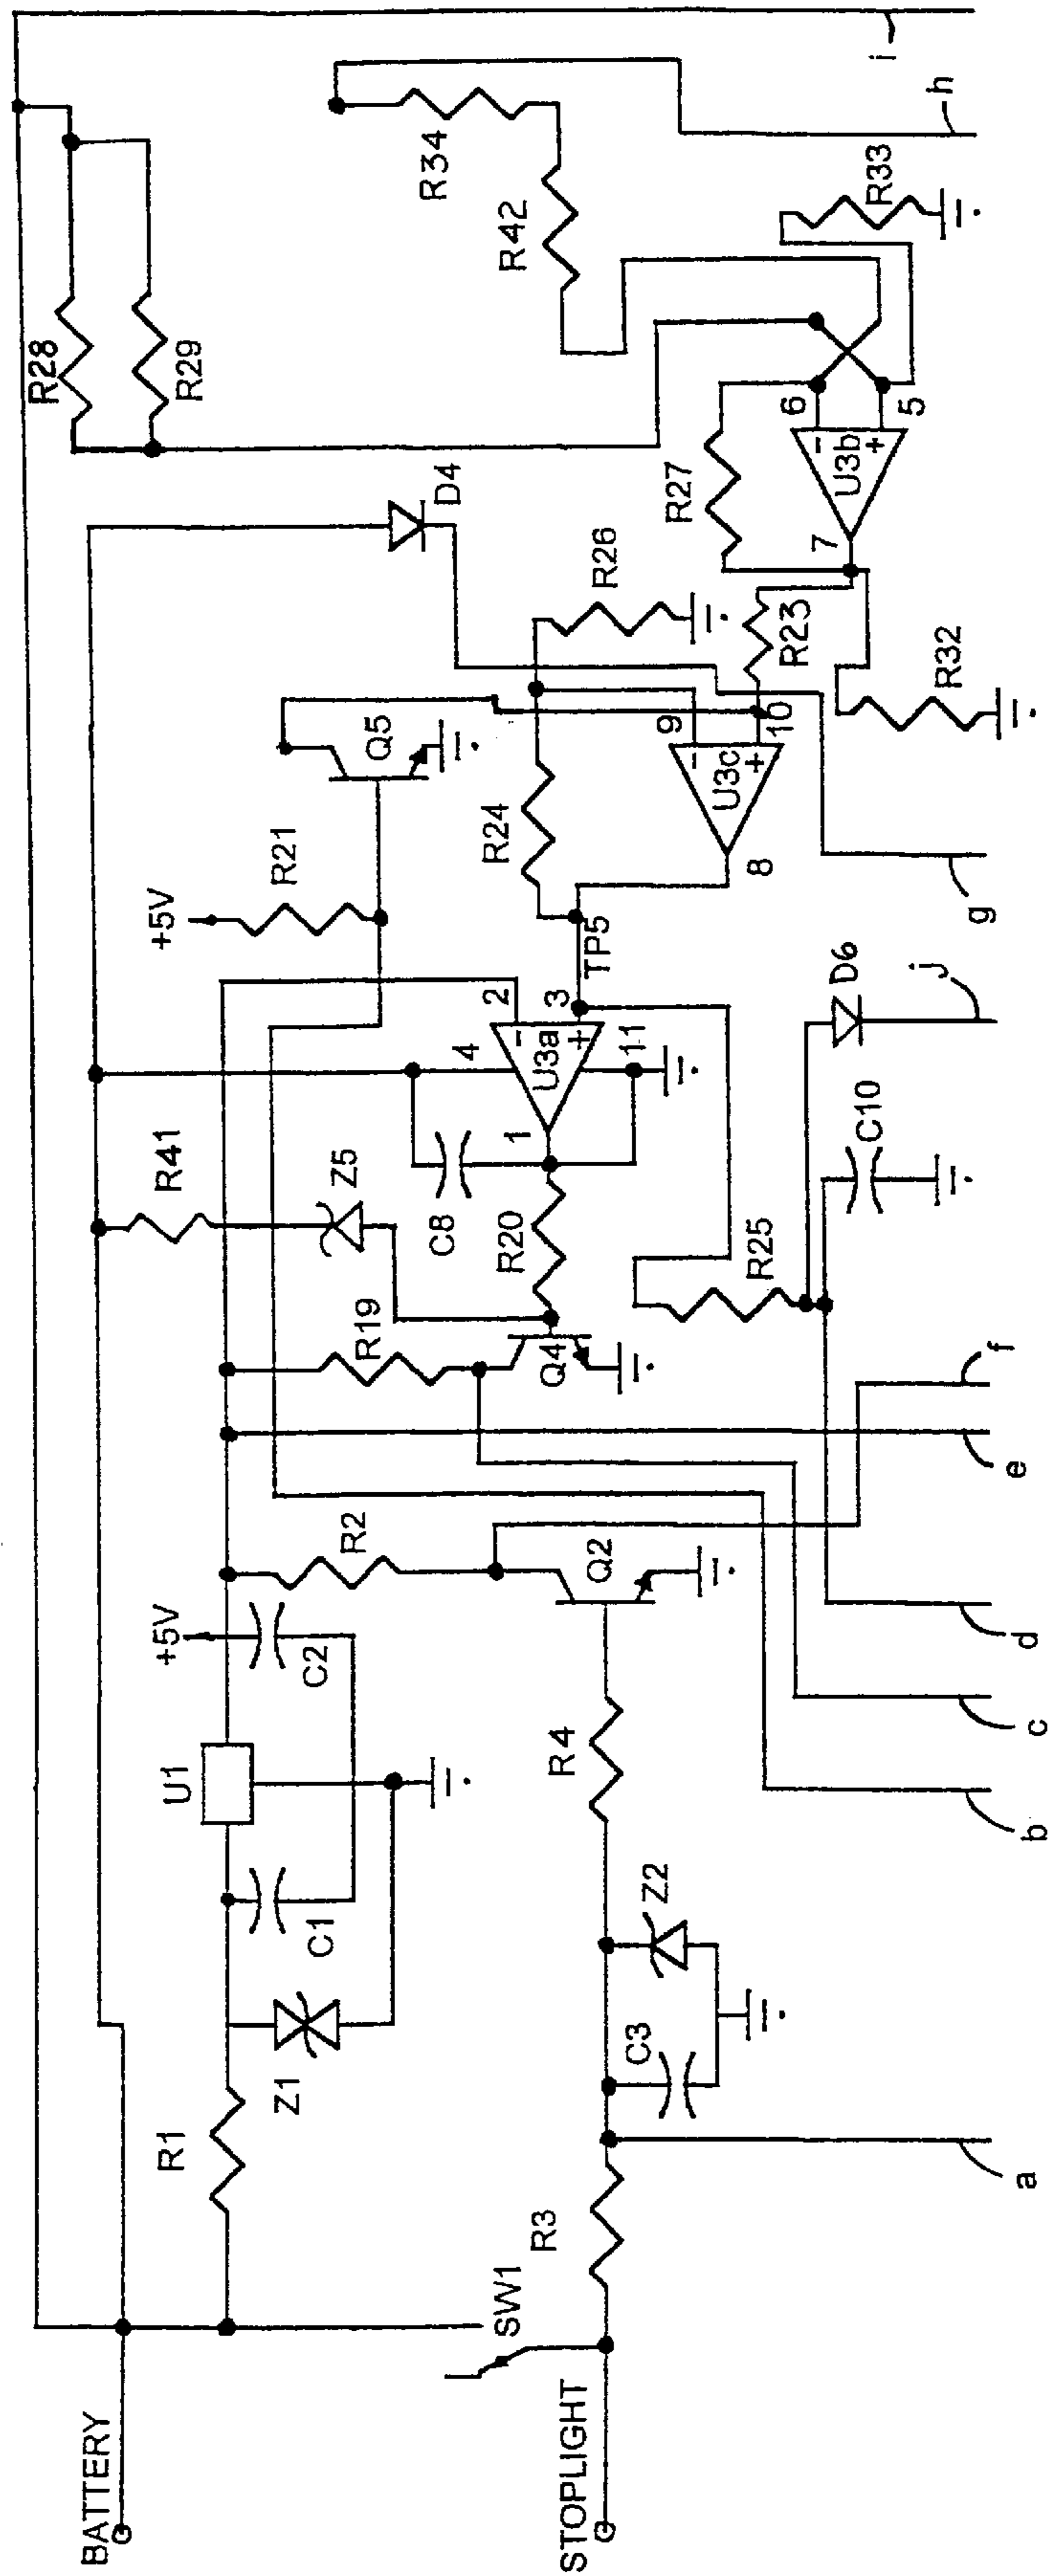 R28
BATTERY
R1
U1
+5V
R41
+5V
R29
Z1
C1
C2
R2
R19
Z5
R21
Q5
R34
D4
C8
4
R42
SW1
R3
R4
Q2
Q4
R20
1
U3a
-
+
2
3
R24
TP5
R26
STOPLIGHT
C3
Z2
11
9
10
-
+
U3c
8
R27
R23
R25
C10
D6
6
5
-
+
U3b
7
R33
R32
a
b
c
d
e
f
j
g
h
i